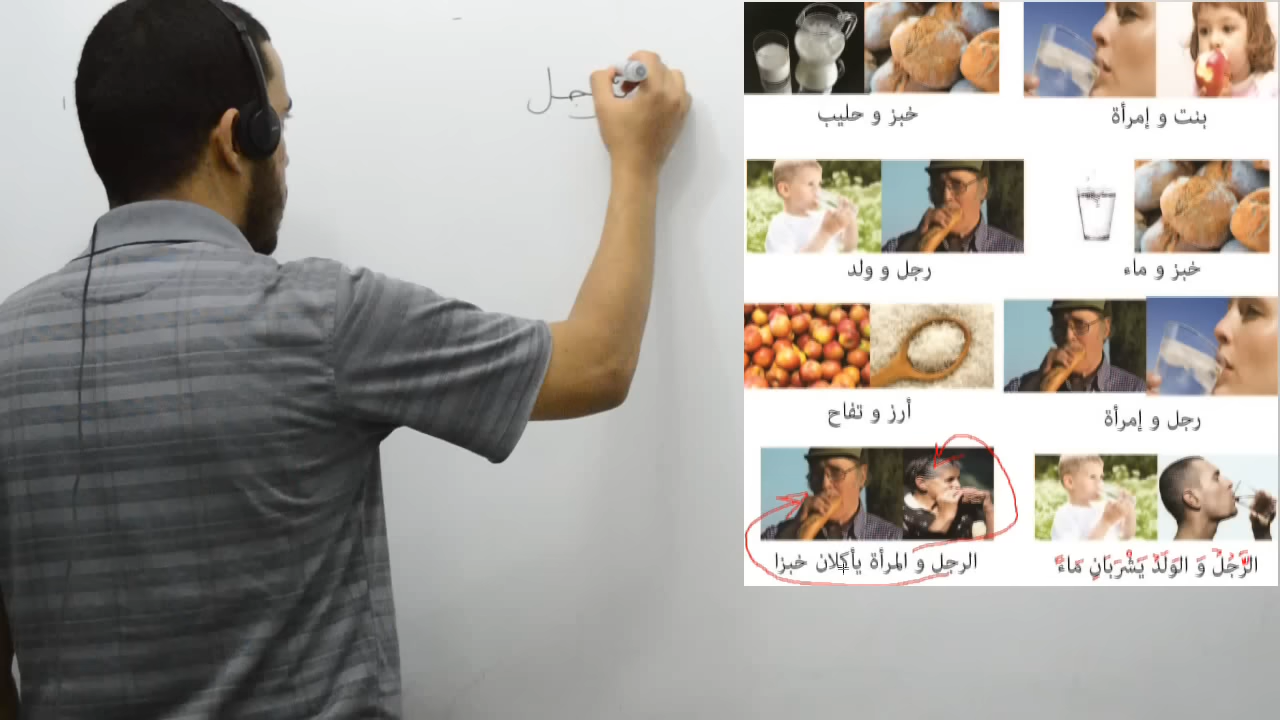 بنت و إمرأة
خبز و حليب
خبز و ماء
رجل و ولد
رجل و إمرأة
أرز و تفاح
الرَّجُلُ وَ الوَلَدُ يَشْرَبَانِ مَاءً
الرجل و المرأة يأكلان خبزا